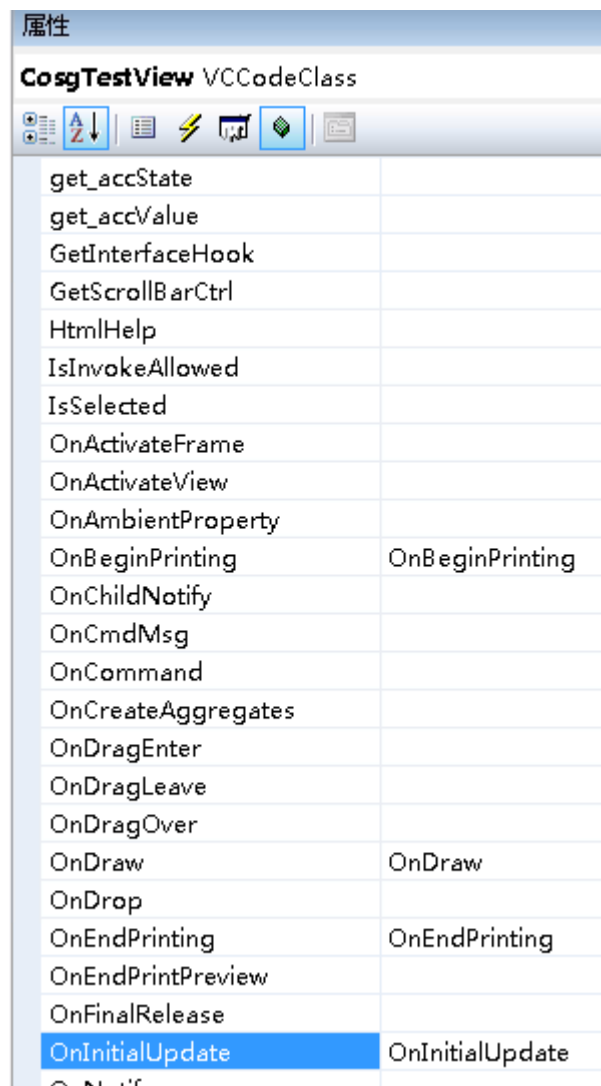 属性
CosgTestView VCCodeClass
get_accState
get_accValue
GetInterfaceHook
GetScrollBarCtrl
HtmlHelp
IsInvokeAllowed
IsSelected
OnActivateFrame
OnActivateView
OnAmbientProperty
OnBeginPrinting OnBeginPrinting
OnChildNotify
OnCmdMsg
OnCommand
OnCreateAggregates
OnDragEnter
OnDragLeave
OnDragOver
OnDraw OnDraw
OnDrop
OnEndPrinting OnEndPrinting
OnEndPrintPreview
OnFinalRelease
OnInitialUpdate OnInitialUpdate